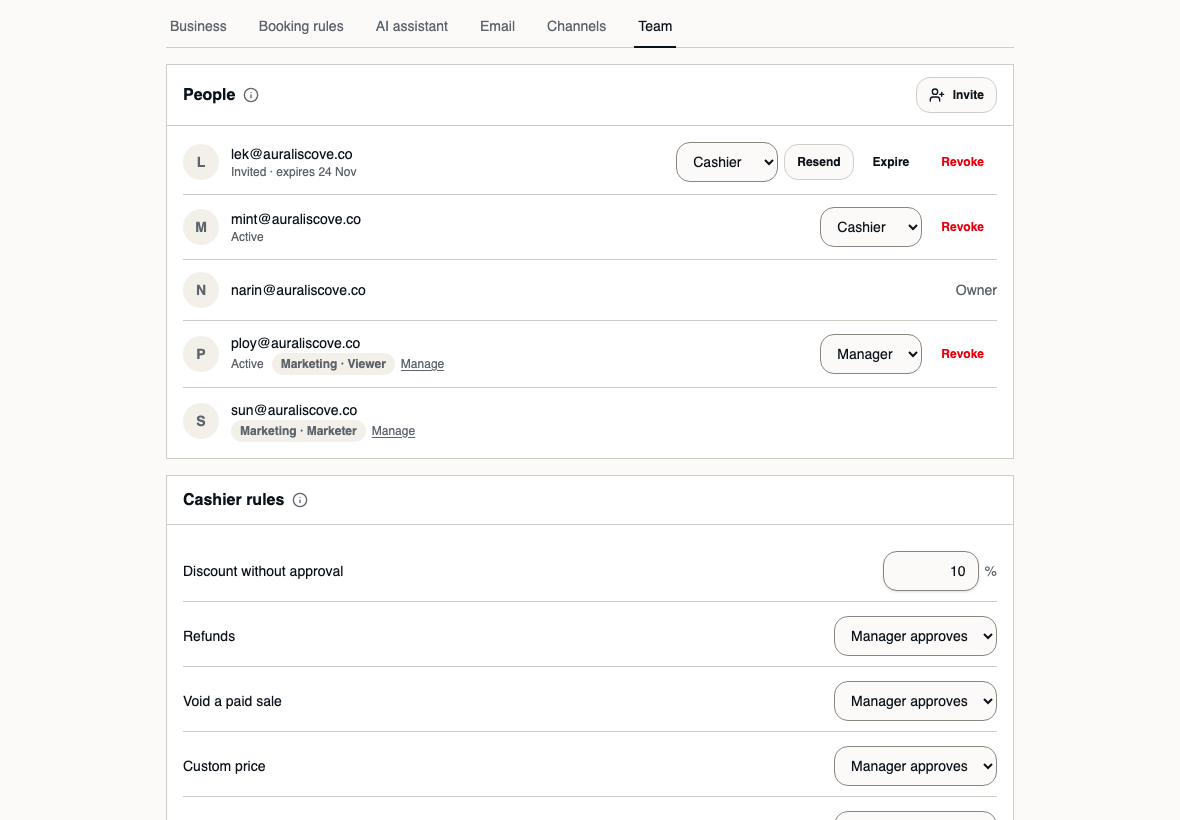 Business Booking rules AI assistant Email Channels Team
People Invite
L lek@auraliscove.co Cashier Resend Expire Revoke
Invited · expires 24 Nov
M mint@auraliscove.co Cashier Revoke
Active
N narin@auraliscove.co Owner
P ploy@auraliscove.co Manager Revoke
Active Marketing · Viewer Manage
S sun@auraliscove.co
Marketing · Marketer Manage
Cashier rules
Discount without approval 10 %
Refunds Manager approves
Void a paid sale Manager approves
Custom price Manager approves